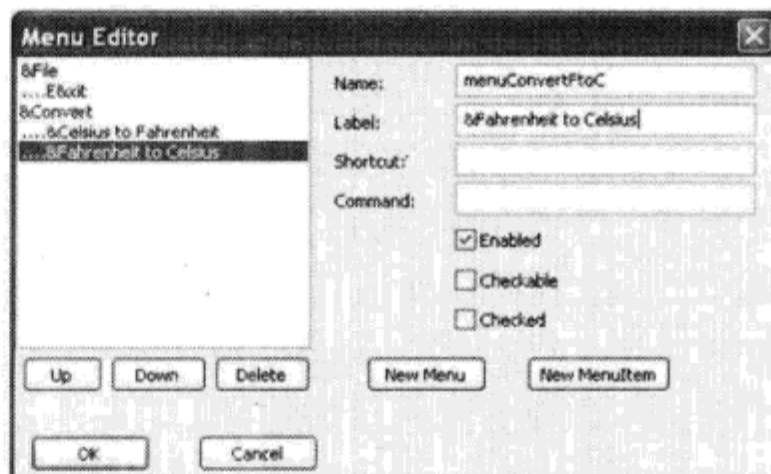 Menu Editor
&File
....E&xit
&Convert
....&Celsius to Fahrenheit
....&Fahrenheit to Celsius
Name:
menuConvertFtoC
Label:
&Fahrenheit to Celsius
Shortcut:
Command:
Enabled
Checkable
Checked
Up
Down
Delete
New Menu
New MenuItem
OK
Cancel